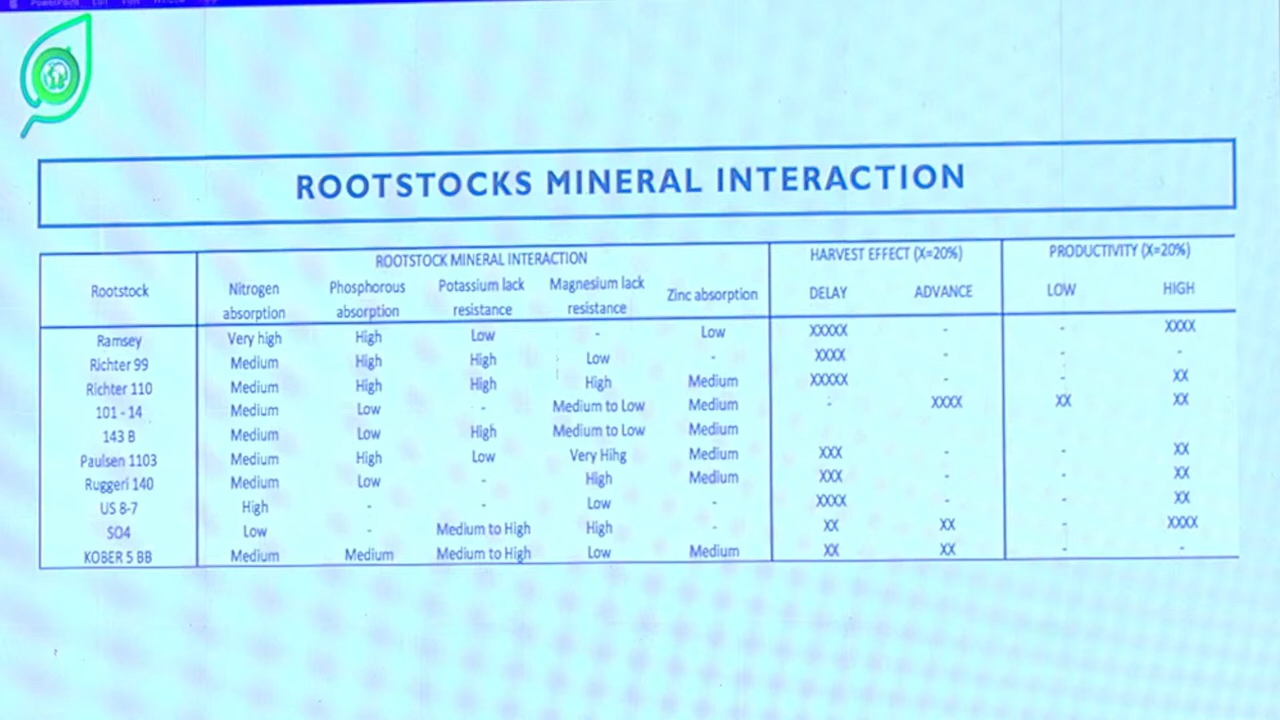 ROOTSTOCKS MINERAL INTERACTION
ROOTSTOCK MINERAL INTERACTION HARVEST EFFECT (X=20%) PRODUCTIVITY (X=20%)
Rootstock Nitrogen absorption Phosphorous absorption Potassium lack resistance Magnesium lack resistance Zinc absorption DELAY ADVANCE LOW HIGH
Ramsey Very high High Low - Low XXXXX - - XXXX
Richter 99 Medium High High Low - XXXX - - -
Richter 110 Medium High High High Medium XXXXX - - XX
101 - 14 Medium Low - Medium to Low Medium - XXXX XX XX
143 B Medium Low High Medium to Low Medium
Paulsen 1103 Medium High Low Very Hihg Medium XXX - - XX
Ruggeri 140 Medium Low - High Medium XXX - - XX
US 8-7 High - - Low - XXXX - - XX
SO4 Low - Medium to High High - XX XX - XXXX
KOBER 5 BB Medium Medium Medium to High Low Medium XX XX - -